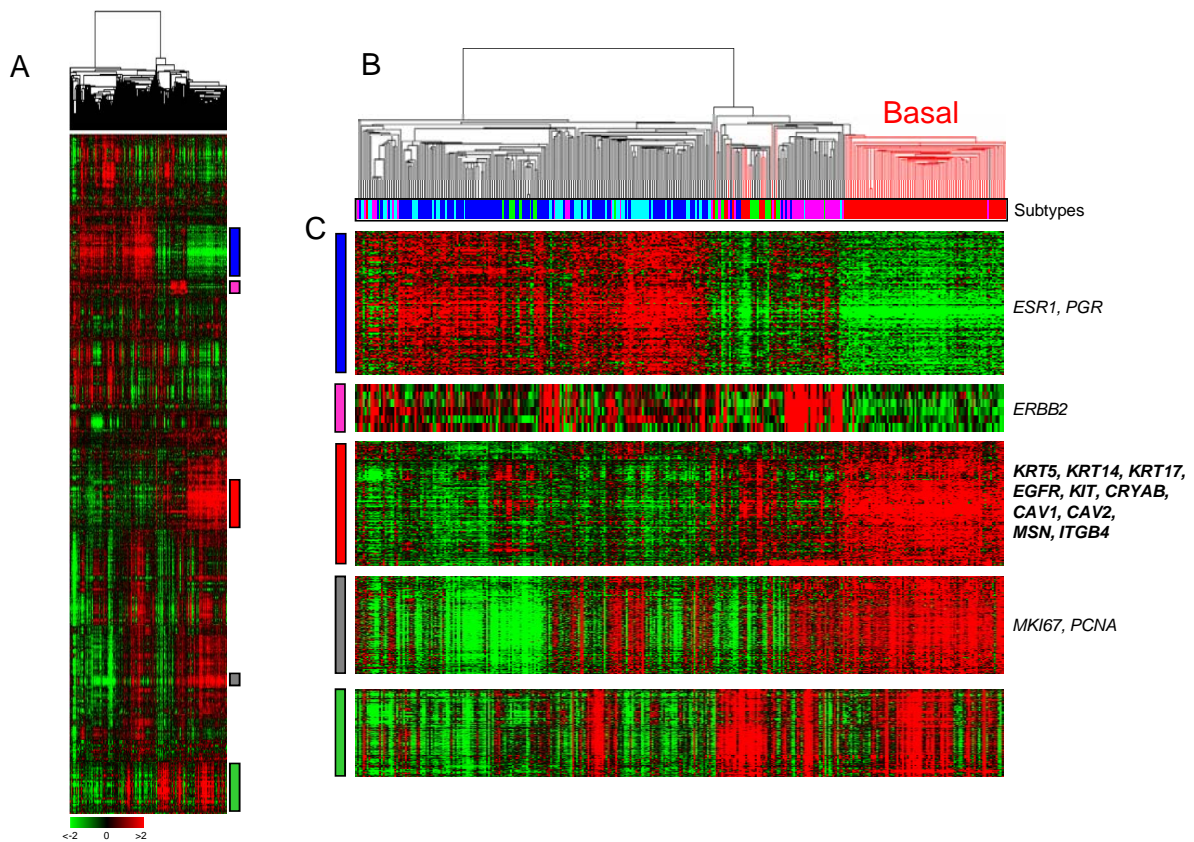 A
B
Basal
Subtypes
C
ESR1, PGR
ERBB2
KRT5, KRT14, KRT17,
EGFR, KIT, CRYAB,
CAV1, CAV2,
MSN, ITGB4
MKI67, PCNA
<-2 0 >2